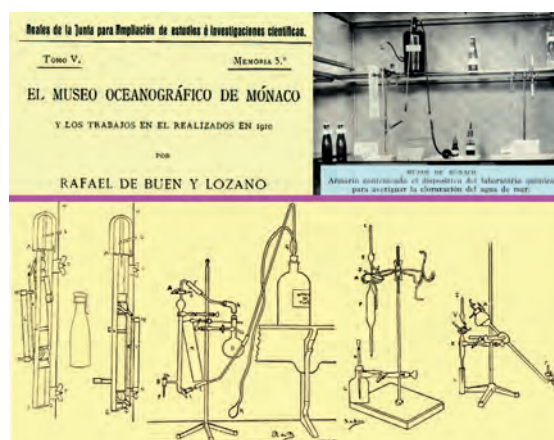 Anales de la Junta para Ampliación de estudios é Investigaciones científicas.
TOMO V.
MEMORIA 5.ª
EL MUSEO OCEANOGRÁFICO DE MÓNACO
Y LOS TRABAJOS EN EL REALIZADOS EN 1910
POR
RAFAEL DE BUEN Y LOZANO
MUSEO DE MÓNACO
Armario conteniendo el dispositivo del laboratorio químico
para averiguar la cloruración del agua de mar.